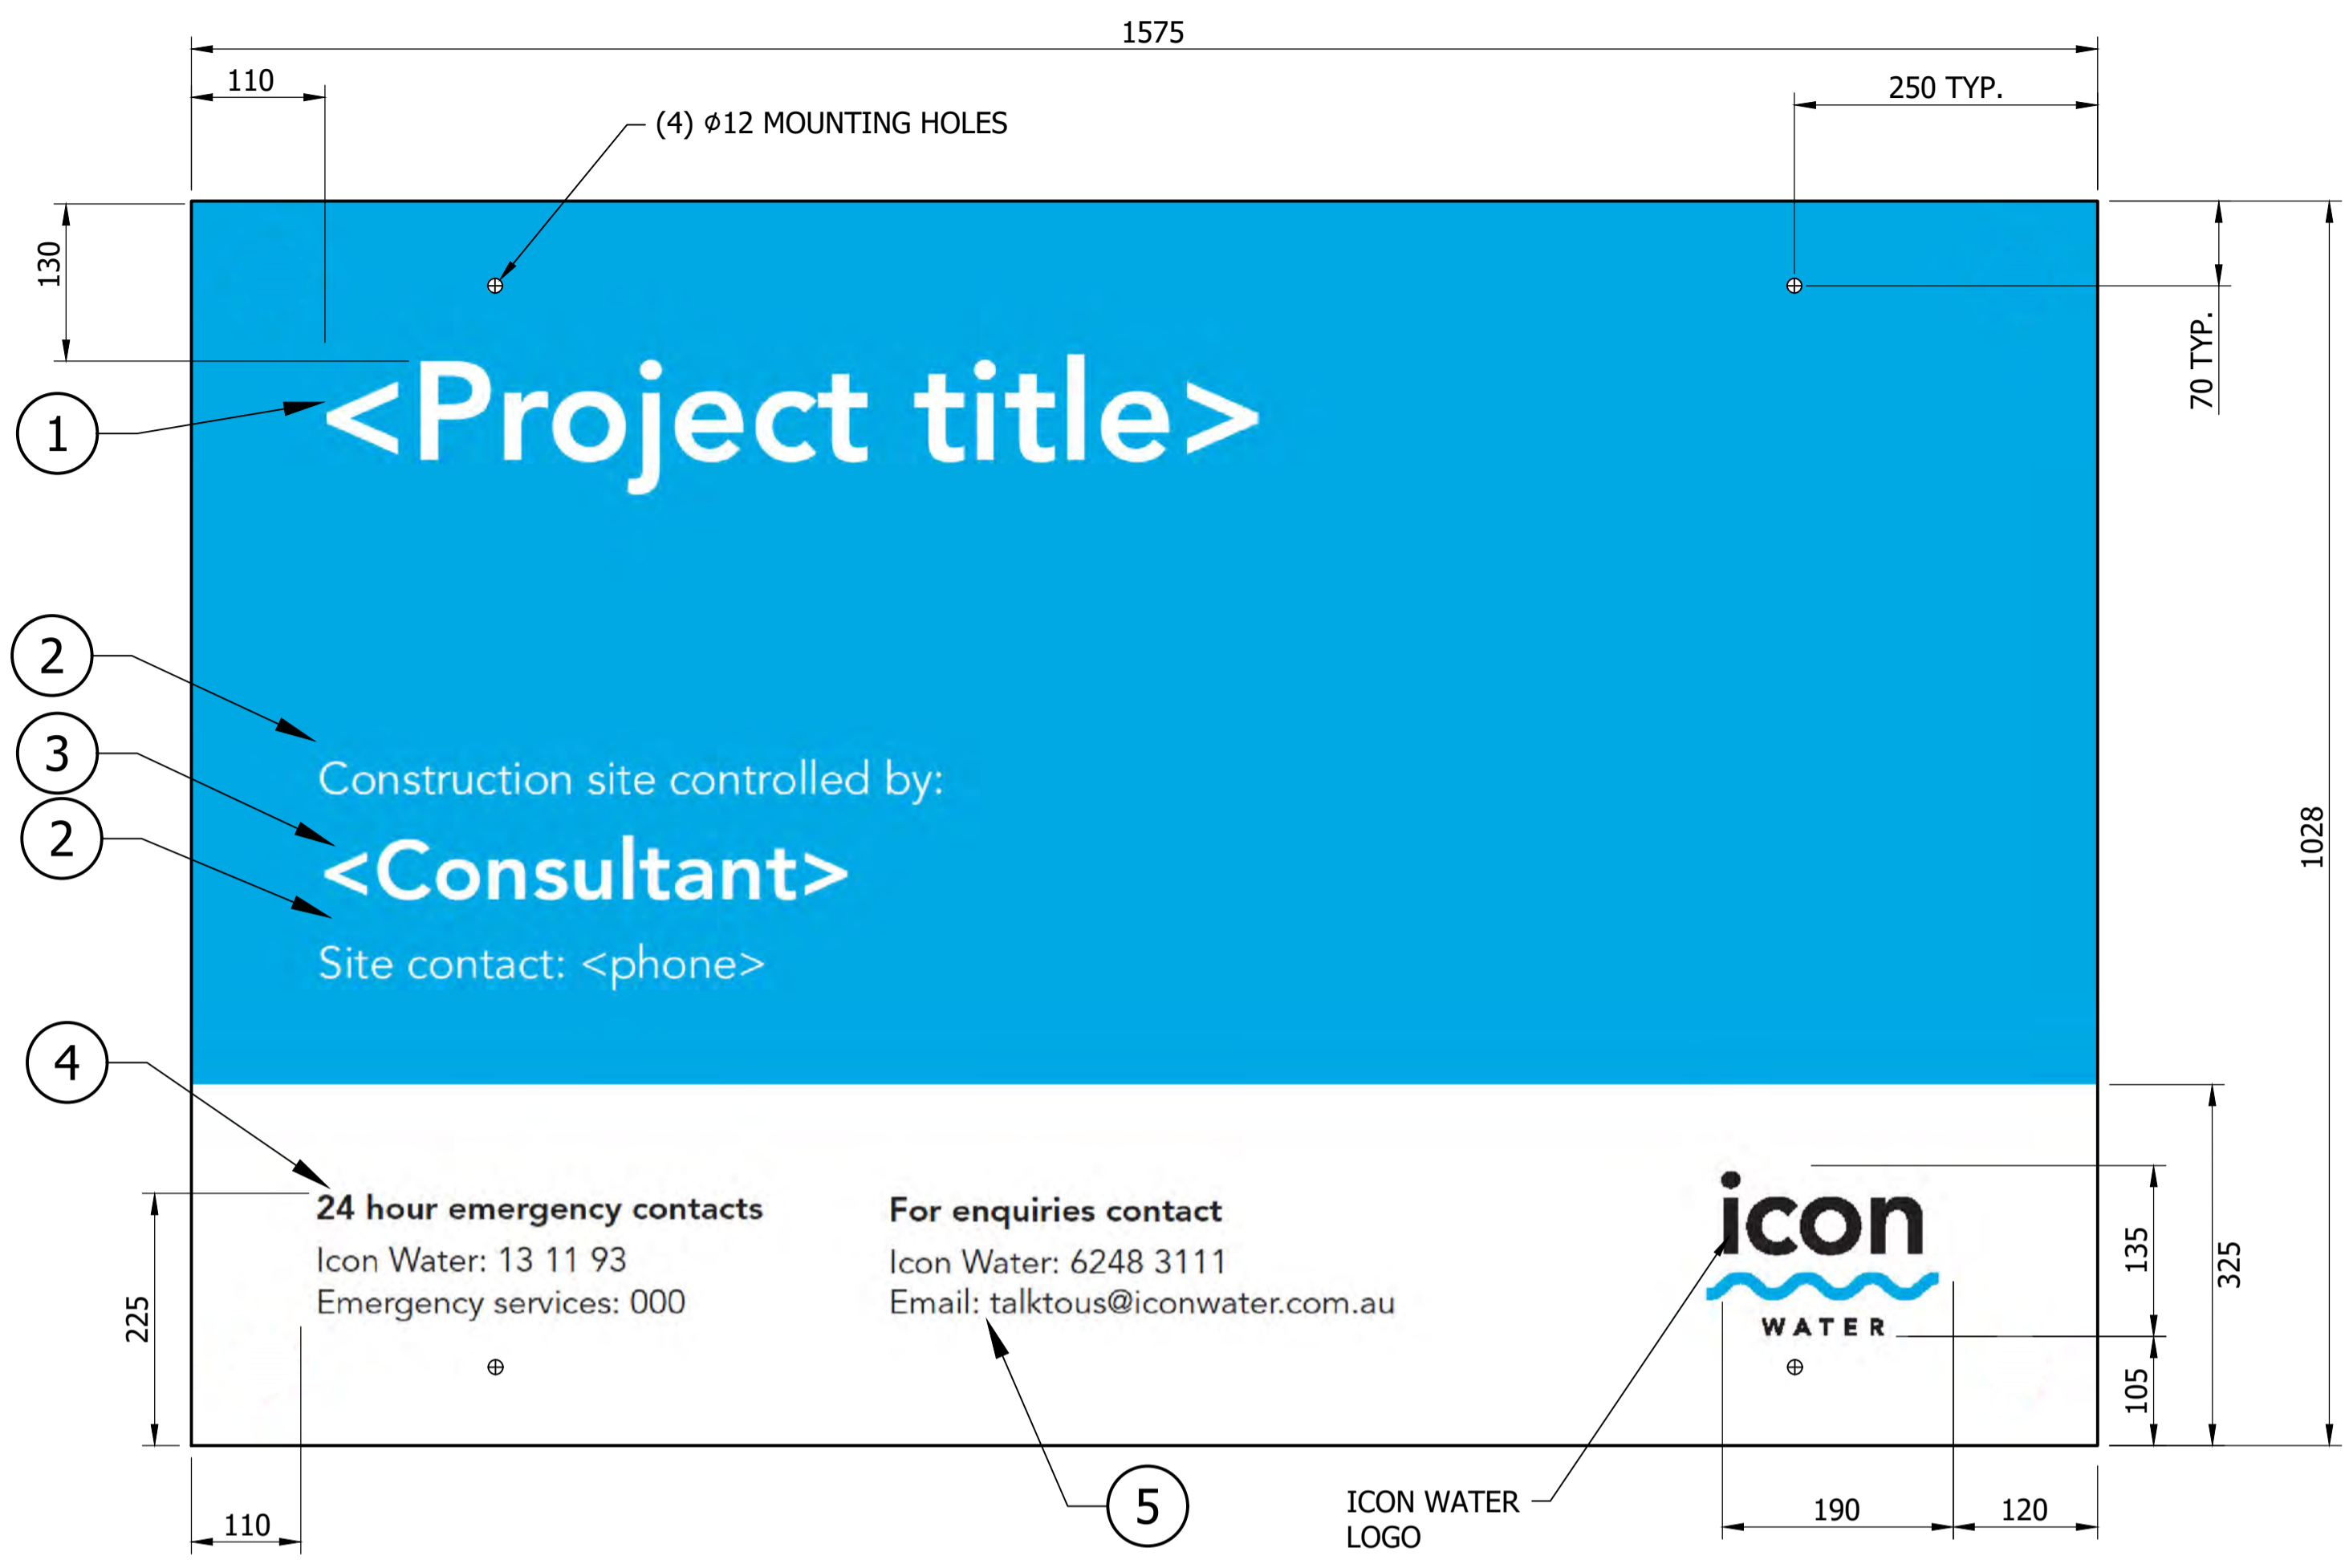 1575
110
250 TYP.
(4) ⌀12 MOUNTING HOLES
130
70 TYP.
<Project title>
1
2
Construction site controlled by:
3
<Consultant>
2
Site contact: <phone>
1028
4
24 hour emergency contacts
Icon Water: 13 11 93
Emergency services: 000
For enquiries contact
Icon Water: 6248 3111
Email: talktous@iconwater.com.au
icon
WATER
135
325
225
105
5
ICON WATER
LOGO
190
120
110